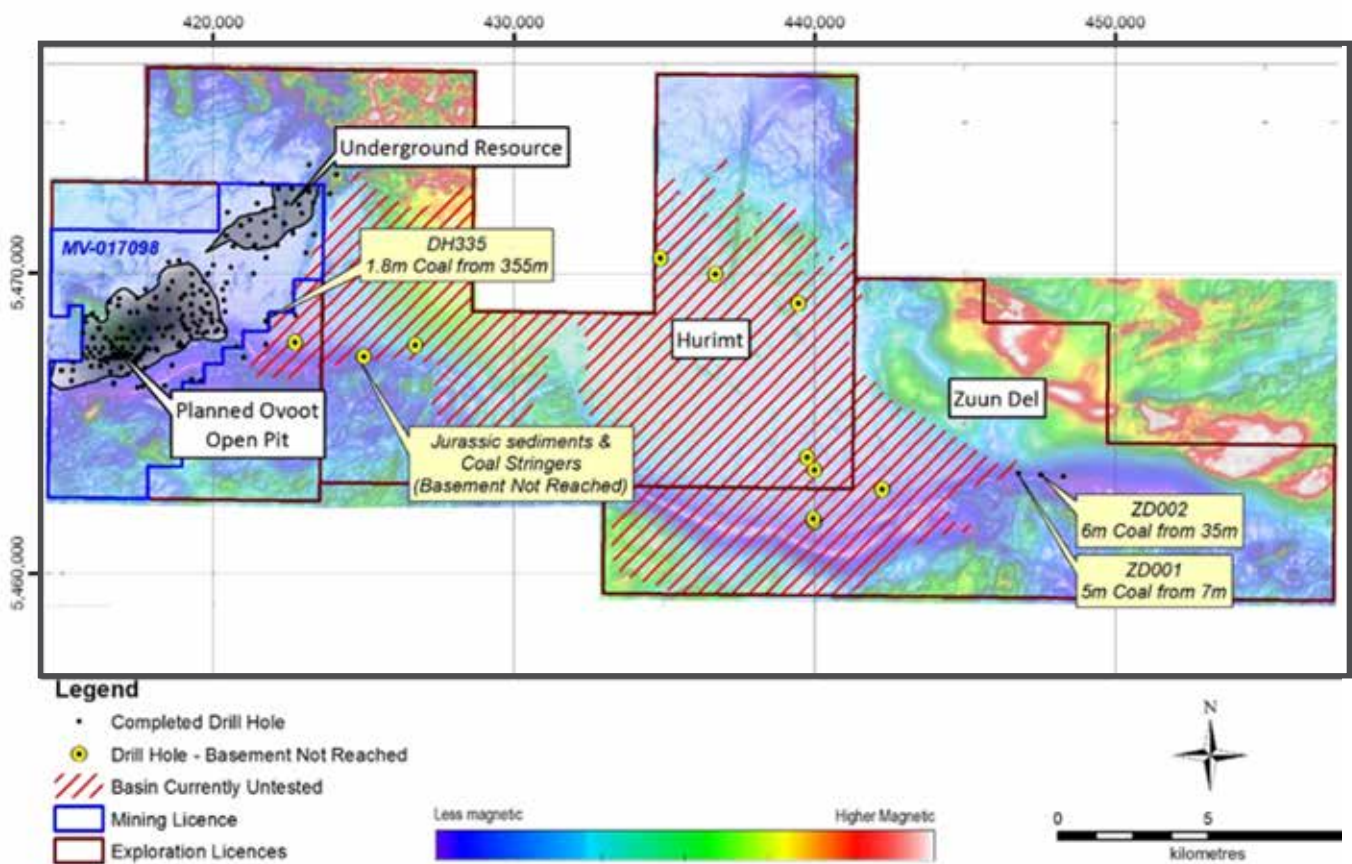 420,000
430,000
440,000
450,000
Underground Resource
MV-017098
DH335
1.8m Coal from 355m
5,470,000
Hurimt
Zuun Del
Planned Ovoot
Open Pit
Jurassic sediments &
Coal Stringers
(Basement Not Reached)
ZD002
6m Coal from 35m
ZD001
5m Coal from 7m
5,460,000
Legend
Completed Drill Hole
Drill Hole - Basement Not Reached
Basin Currently Untested
Mining Licence
Exploration Licences
Less magnetic
Higher Magnetic
N
0
5
kilometres